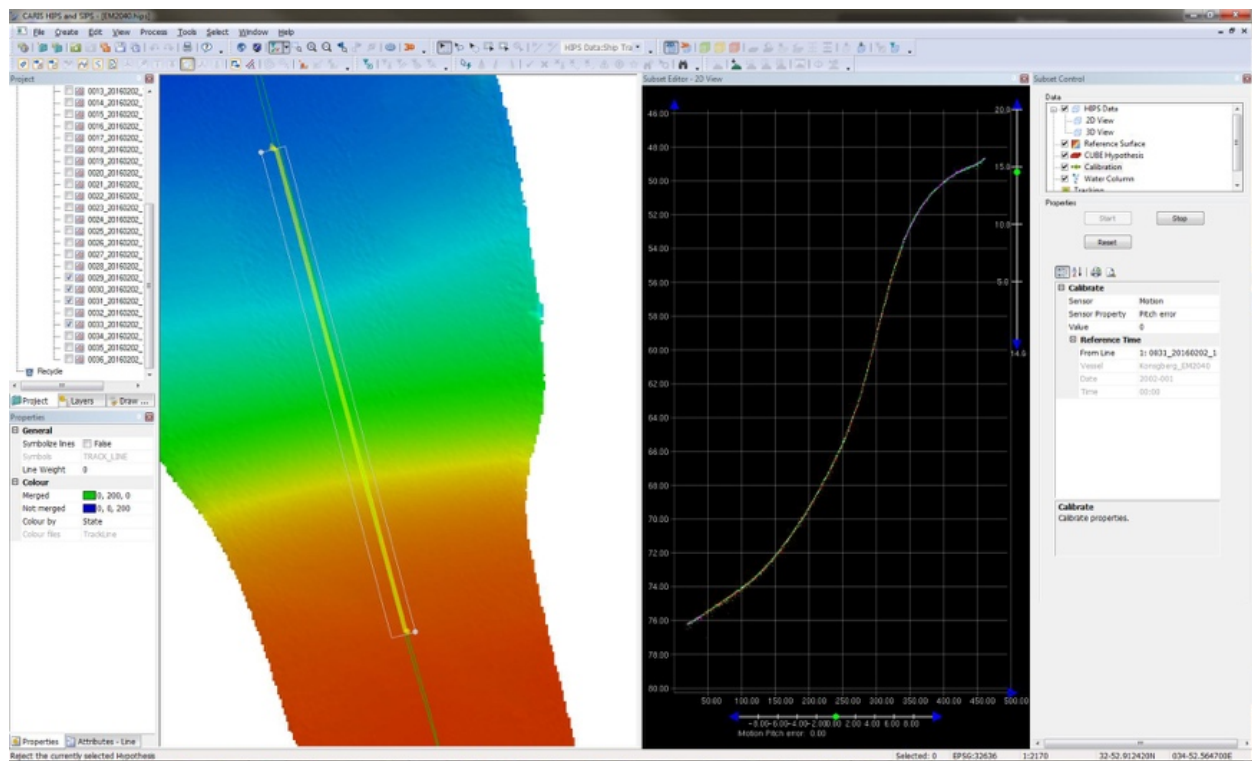 CARIS HIPS and SIPS - [EM2040.hips]
File Create Edit View Process Tools Select Window Help
HIPS Data:Ship Tra
Project
0013_20160202_
0014_20160202_
0015_20160202_
0016_20160202_
0017_20160202_
0018_20160202_
0019_20160202_
0020_20160202_
0021_20160202_
0022_20160202_
0023_20160202_
0024_20160202_
0025_20160202_
0026_20160202_
0027_20160202_
0028_20160202_
0029_20160202_
0030_20160202_
0031_20160202_
0032_20160202_
0033_20160202_
0034_20160202_
0035_20160202_
0036_20160202_
Recycle
Project Layers Draw ...
Properties
General
Symbolize lines False
Symbols TRACK_LINE
Line Weight 0
Colour
Merged 0, 200, 0
Not merged 0, 0, 200
Colour by State
Colour files TrackLine
Properties Attributes - Line
Subset Editor - 2D View
46.00
48.00
50.00
52.00
54.00
56.00
58.00
60.00
62.00
64.00
66.00
68.00
70.00
72.00
74.00
76.00
78.00
80.00
50.00 100.00 150.00 200.00 250.00 300.00 350.00 400.00 450.00 500.00
20.0
15.0
10.0
5.0
14.6
-8.00-6.00-4.00-2.000.00 2.00 4.00 6.00 8.00
Motion Pitch error: 0.00
Subset Control
Data
HIPS Data
2D View
3D View
Reference Surface
CUBE Hypothesis
Calibration
Water Column
Tracking
Properties
Start Stop
Reset
Calibrate
Sensor Motion
Sensor Property Pitch error
Value 0
Reference Time
From Line 1: 0031_20160202_1
Vessel Kongberg_EM2040
Date 2002-001
Time 00:00
Calibrate
Calibrate properties.
Reject the currently selected Hypothesis
Selected: 0 EPSG:32636 1:2170 32-52.912420N 034-52.564700E